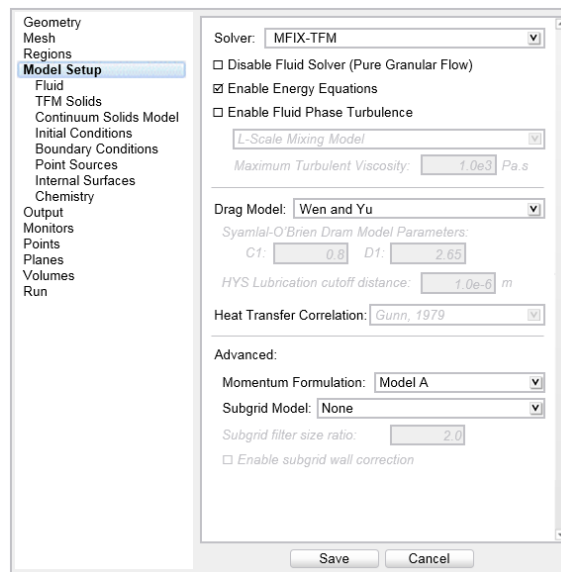 Geometry
Mesh
Regions
Model Setup
Fluid
TFM Solids
Continuum Solids Model
Initial Conditions
Boundary Conditions
Point Sources
Internal Surfaces
Chemistry
Output
Monitors
Points
Planes
Volumes
Run
Solver: MFIX-TFM
Disable Fluid Solver (Pure Granular Flow)
Enable Energy Equations
Enable Fluid Phase Turbulence
L-Scale Mixing Model
Maximum Turbulent Viscosity: 1.0e3 Pa.s
Drag Model: Wen and Yu
Syamlal-O'Brien Dram Model Parameters:
C1: 0.8 D1: 2.65
HYS Lubrication cutoff distance: 1.0e-6 m
Heat Transfer Correlation: Gunn, 1979
Advanced:
Momentum Formulation: Model A
Subgrid Model: None
Subgrid filter size ratio: 2.0
Enable subgrid wall correction
Save Cancel